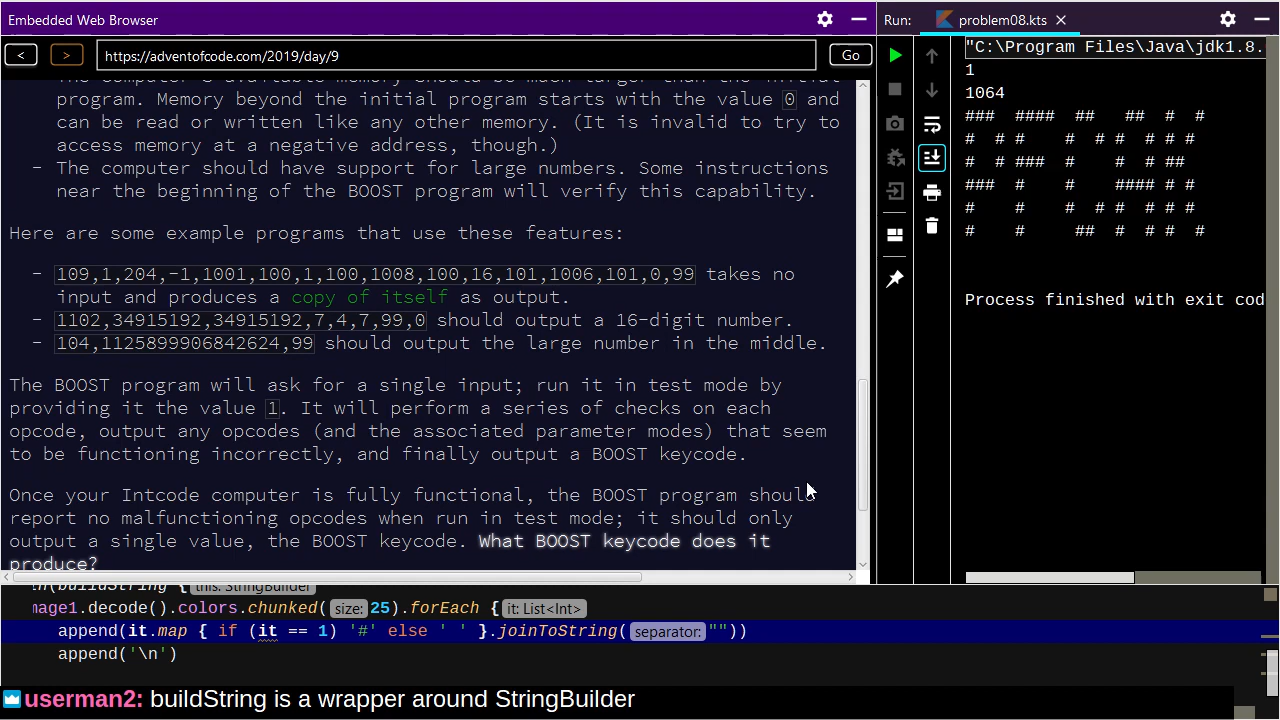 Embedded Web Browser
< > https://adventofcode.com/2019/day/9 Go
program. Memory beyond the initial program starts with the value 0 and
can be read or written like any other memory. (It is invalid to try to
access memory at a negative address, though.)
- The computer should have support for large numbers. Some instructions
near the beginning of the BOOST program will verify this capability.
Here are some example programs that use these features:
- 109,1,204,-1,1001,100,1,100,1008,100,16,101,1006,101,0,99 takes no
input and produces a copy of itself as output.
- 1102,34915192,34915192,7,4,7,99,0 should output a 16-digit number.
- 104,1125899906842624,99 should output the large number in the middle.
The BOOST program will ask for a single input; run it in test mode by
providing it the value 1. It will perform a series of checks on each
opcode, output any opcodes (and the associated parameter modes) that seem
to be functioning incorrectly, and finally output a BOOST keycode.
Once your Intcode computer is fully functional, the BOOST program should
report no malfunctioning opcodes when run in test mode; it should only
output a single value, the BOOST keycode. What BOOST keycode does it
produce?
Run: problem08.kts
"C:\Program Files\Java\jdk1.8.
1
1064
###  ####  ##   ##  #  #
#  # #    #  # #  # # #
#  # ###  #    #  # ##
###  #    #    #### # #
#    #    #  # #  # # #
#    #     ##  #  # #  #
Process finished with exit cod
(buildString { this: StringBuilder
mage1.decode().colors.chunked( size: 25).forEach { it: List<Int>
append(it.map { if (it == 1) '#' else ' ' }.joinToString( separator: ""))
append('\n')
userman2: buildString is a wrapper around StringBuilder